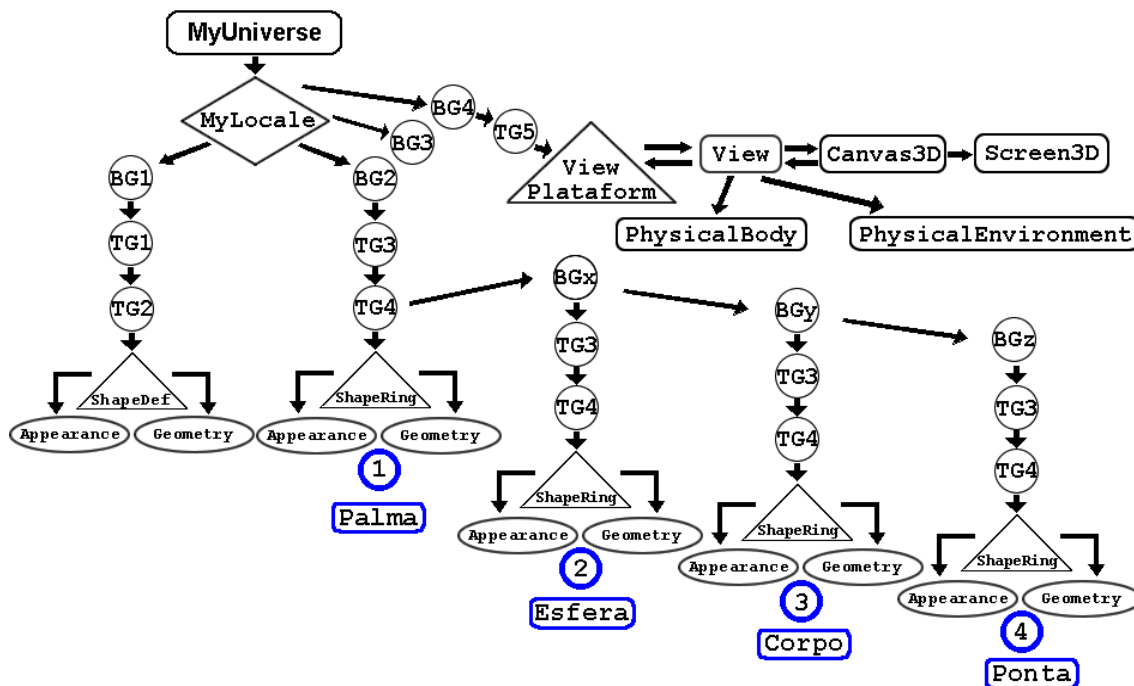 MyUniverse
MyLocale
BG4
BG3
TG5
View
Plataform
View
Canvas3D
Screen3D
PhysicalBody
PhysicalEnvironment
BG1
BG2
TG1
TG3
TG2
TG4
BGx
BGy
BGz
TG3
TG3
TG3
TG4
TG4
TG4
ShapeDef
Appearance
Geometry
ShapeRing
Appearance
Geometry
1
Palma
ShapeRing
Appearance
Geometry
2
Esfera
ShapeRing
Appearance
Geometry
3
Corpo
ShapeRing
Appearance
Geometry
4
Ponta